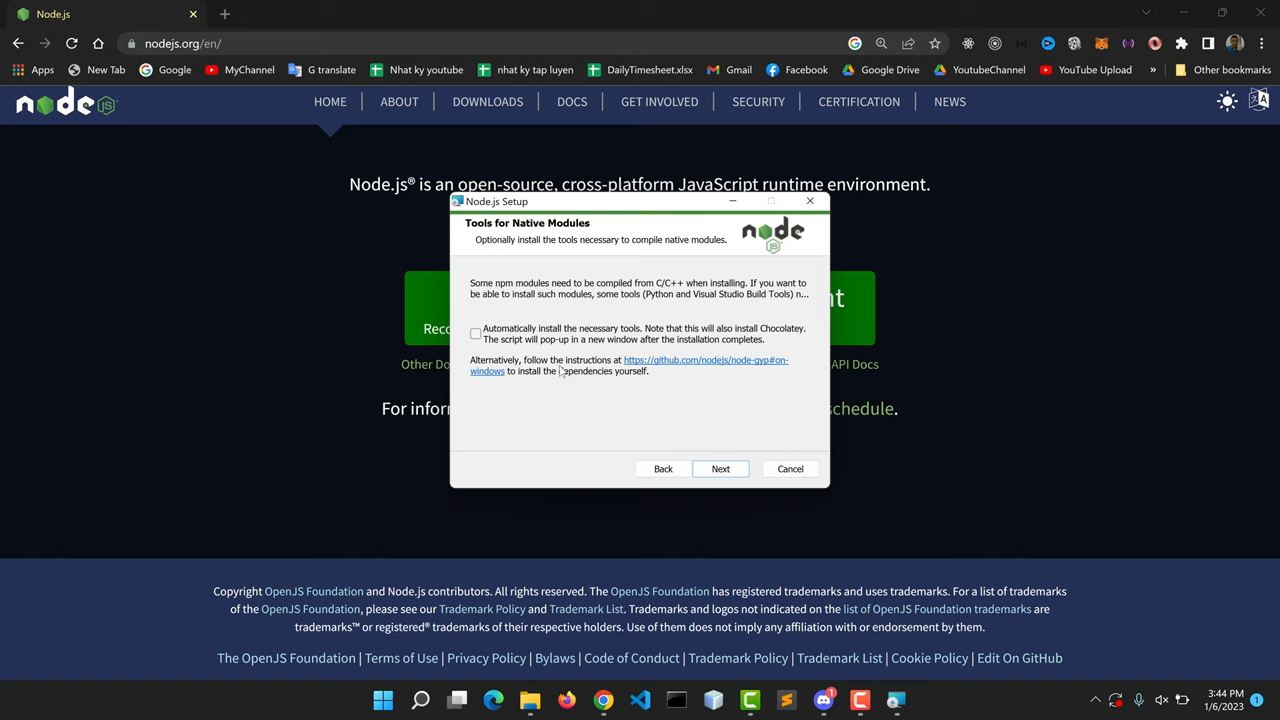 Node.js
nodejs.org/en/
Apps
New Tab
Google
MyChannel
G translate
Nhat ky youtube
nhat ky tap luyen
DailyTimesheet.xlsx
Gmail
Facebook
Google Drive
YoutubeChannel
YouTube Upload
»
Other bookmarks
node
JS
HOME
ABOUT
DOWNLOADS
DOCS
GET INVOLVED
SECURITY
CERTIFICATION
NEWS
Node.js® is an open-source, cross-platform JavaScript runtime environment.
Node.js Setup
Tools for Native Modules
Optionally install the tools necessary to compile native modules.
node
JS
Some npm modules need to be compiled from C/C++ when installing. If you want to
be able to install such modules, some tools (Python and Visual Studio Build Tools) n...
Automatically install the necessary tools. Note that this will also install Chocolatey.
The script will pop-up in a new window after the installation completes.
Alternatively, follow the instructions at https://github.com/nodejs/node-gyp#on-
windows to install the dependencies yourself.
Back
Next
Cancel
API Docs
schedule.
Copyright OpenJS Foundation and Node.js contributors. All rights reserved. The OpenJS Foundation has registered trademarks and uses trademarks. For a list of trademarks
of the OpenJS Foundation, please see our Trademark Policy and Trademark List. Trademarks and logos not indicated on the list of OpenJS Foundation trademarks are
trademarks™ or registered® trademarks of their respective holders. Use of them does not imply any affiliation with or endorsement by them.
The OpenJS Foundation | Terms of Use | Privacy Policy | Bylaws | Code of Conduct | Trademark Policy | Trademark List | Cookie Policy | Edit On GitHub
1
3:44 PM
1/6/2023
1